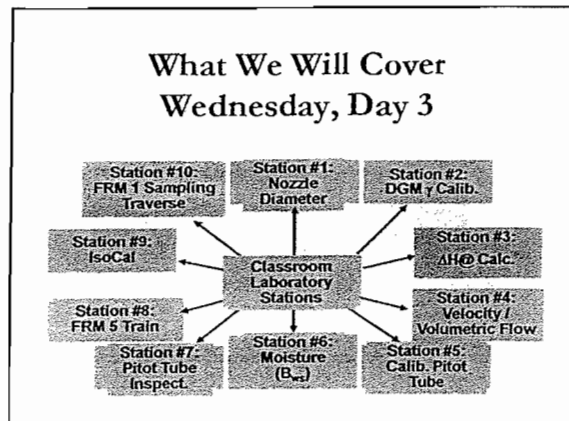 What We Will Cover
Wednesday, Day 3
Station #10:
FRM 1 Sampling
Traverse
Station #1:
Nozzle
Diameter
Station #2:
DGM γ Calib.
Station #9:
IsoCal
Classroom
Laboratory
Stations
Station #3:
ΔH@ Calc.
Station #8:
FRM 5 Train
Station #4:
Velocity /
Volumetric Flow
Station #7:
Pitot Tube
Inspect.
Station #6:
Moisture
(Bws)
Station #5:
Calib. Pitot
Tube